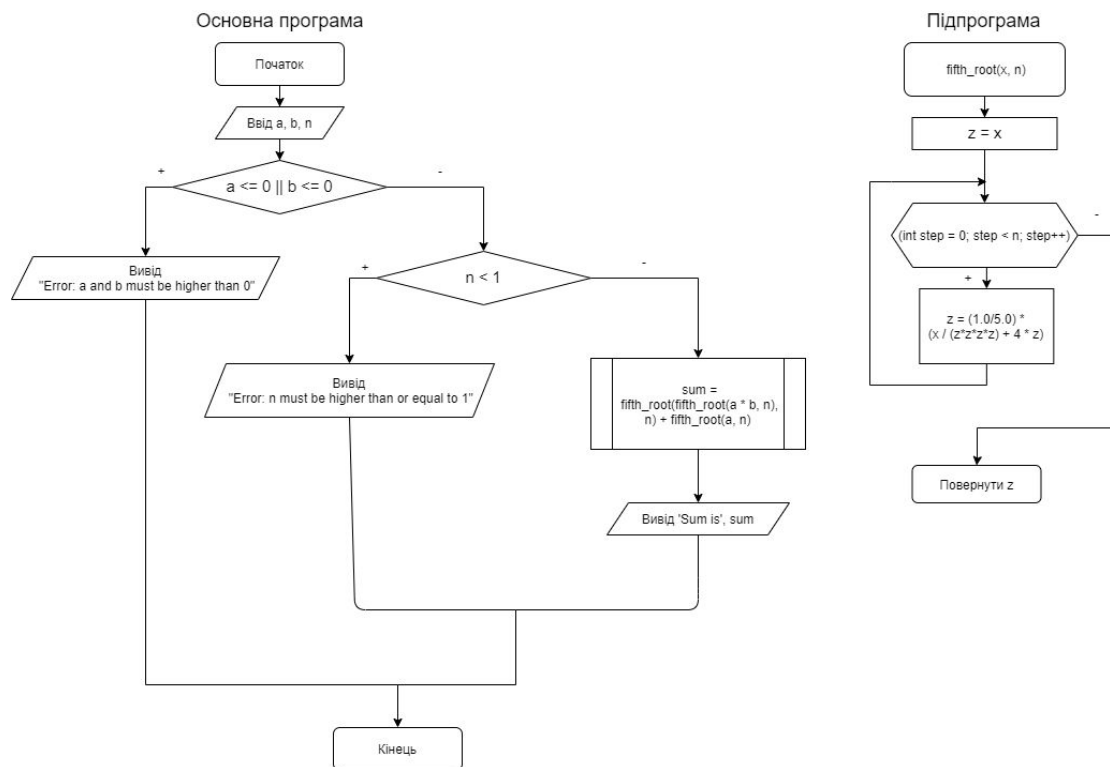 Основна програма
Початок
Ввід a, b, n
+
a <= 0 || b <= 0
-
Вивід
"Error: a and b must be higher than 0"
+
n < 1
-
Вивід
"Error: n must be higher than or equal to 1"
sum =
fifth_root(fifth_root(a * b, n),
n) + fifth_root(a, n)
Вивід 'Sum is', sum
Кінець
Підпрограма
fifth_root(x, n)
z = x
(int step = 0; step < n; step++)
-
+
z = (1.0/5.0) *
(x / (z*z*z*z) + 4 * z)
Повернути z